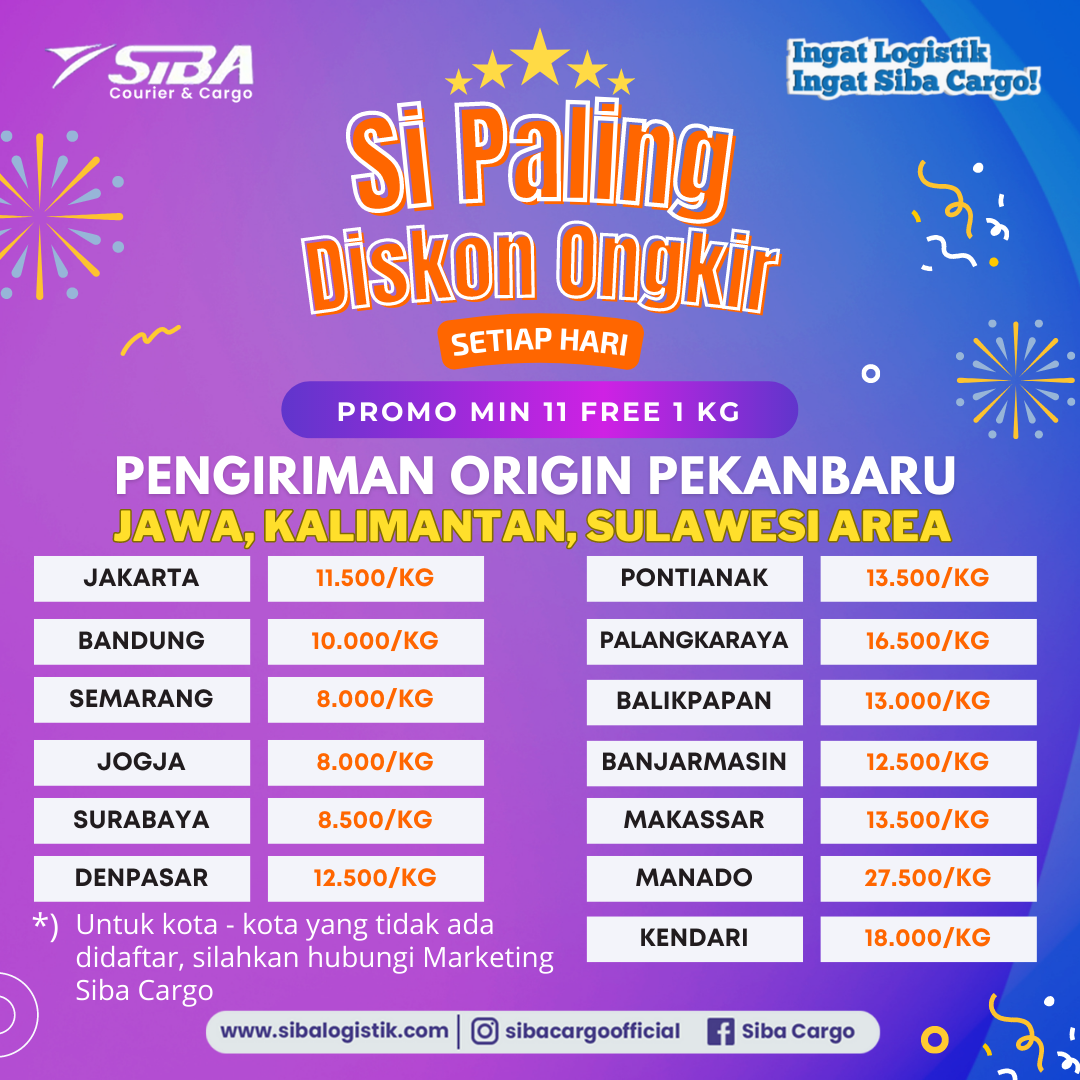 SIBA
Courier & Cargo
Ingat Logistik
Ingat Siba Cargo!
Si Paling
Diskon Ongkir
SETIAP HARI
PROMO MIN 11 FREE 1 KG
PENGIRIMAN ORIGIN PEKANBARU
JAWA, KALIMANTAN, SULAWESI AREA
JAKARTA 11.500/KG
BANDUNG 10.000/KG
SEMARANG 8.000/KG
JOGJA 8.000/KG
SURABAYA 8.500/KG
DENPASAR 12.500/KG
PONTIANAK 13.500/KG
PALANGKARAYA 16.500/KG
BALIKPAPAN 13.000/KG
BANJARMASIN 12.500/KG
MAKASSAR 13.500/KG
MANADO 27.500/KG
KENDARI 18.000/KG
*) Untuk kota - kota yang tidak ada
didaftar, silahkan hubungi Marketing
Siba Cargo
www.sibalogistik.com | sibacargoofficial Siba Cargo